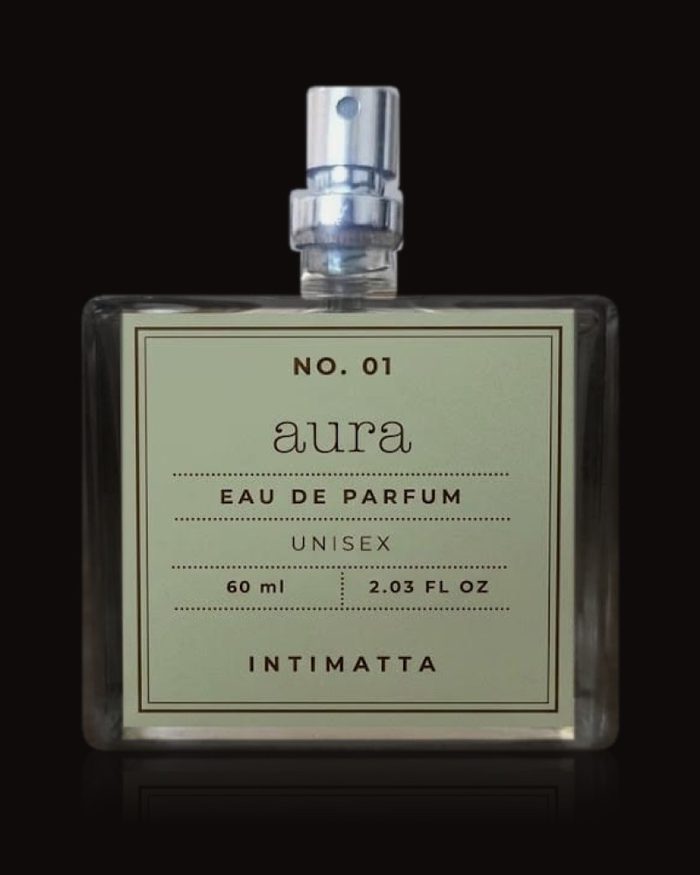 NO. 01
aura
EAU DE PARFUM
UNISEX
60 ml 2.03 FL OZ
INTIMATTA